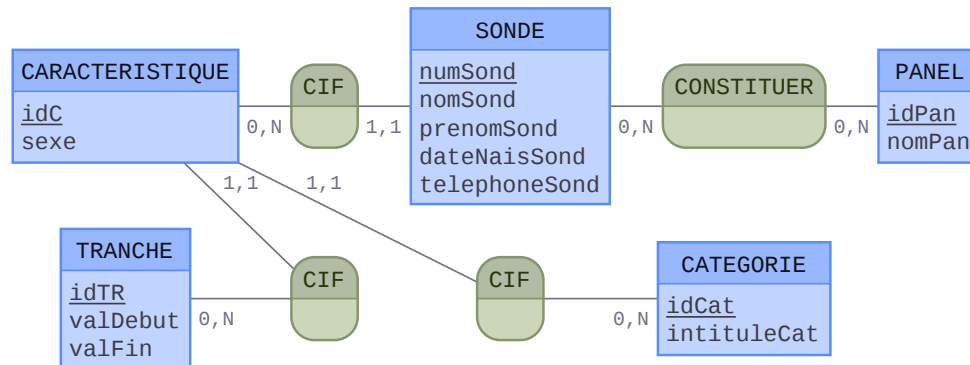 CARACTERISTIQUE
idC
sexe
CIF
0,N
1,1
SONDE
numSond
nomSond
prenomSond
dateNaisSond
telephoneSond
CONSTITUER
0,N
0,N
PANEL
idPan
nomPan
1,1
1,1
TRANCHE
idTR
valDebut
valFin
0,N
CIF
CIF
0,N
CATEGORIE
idCat
intituleCat